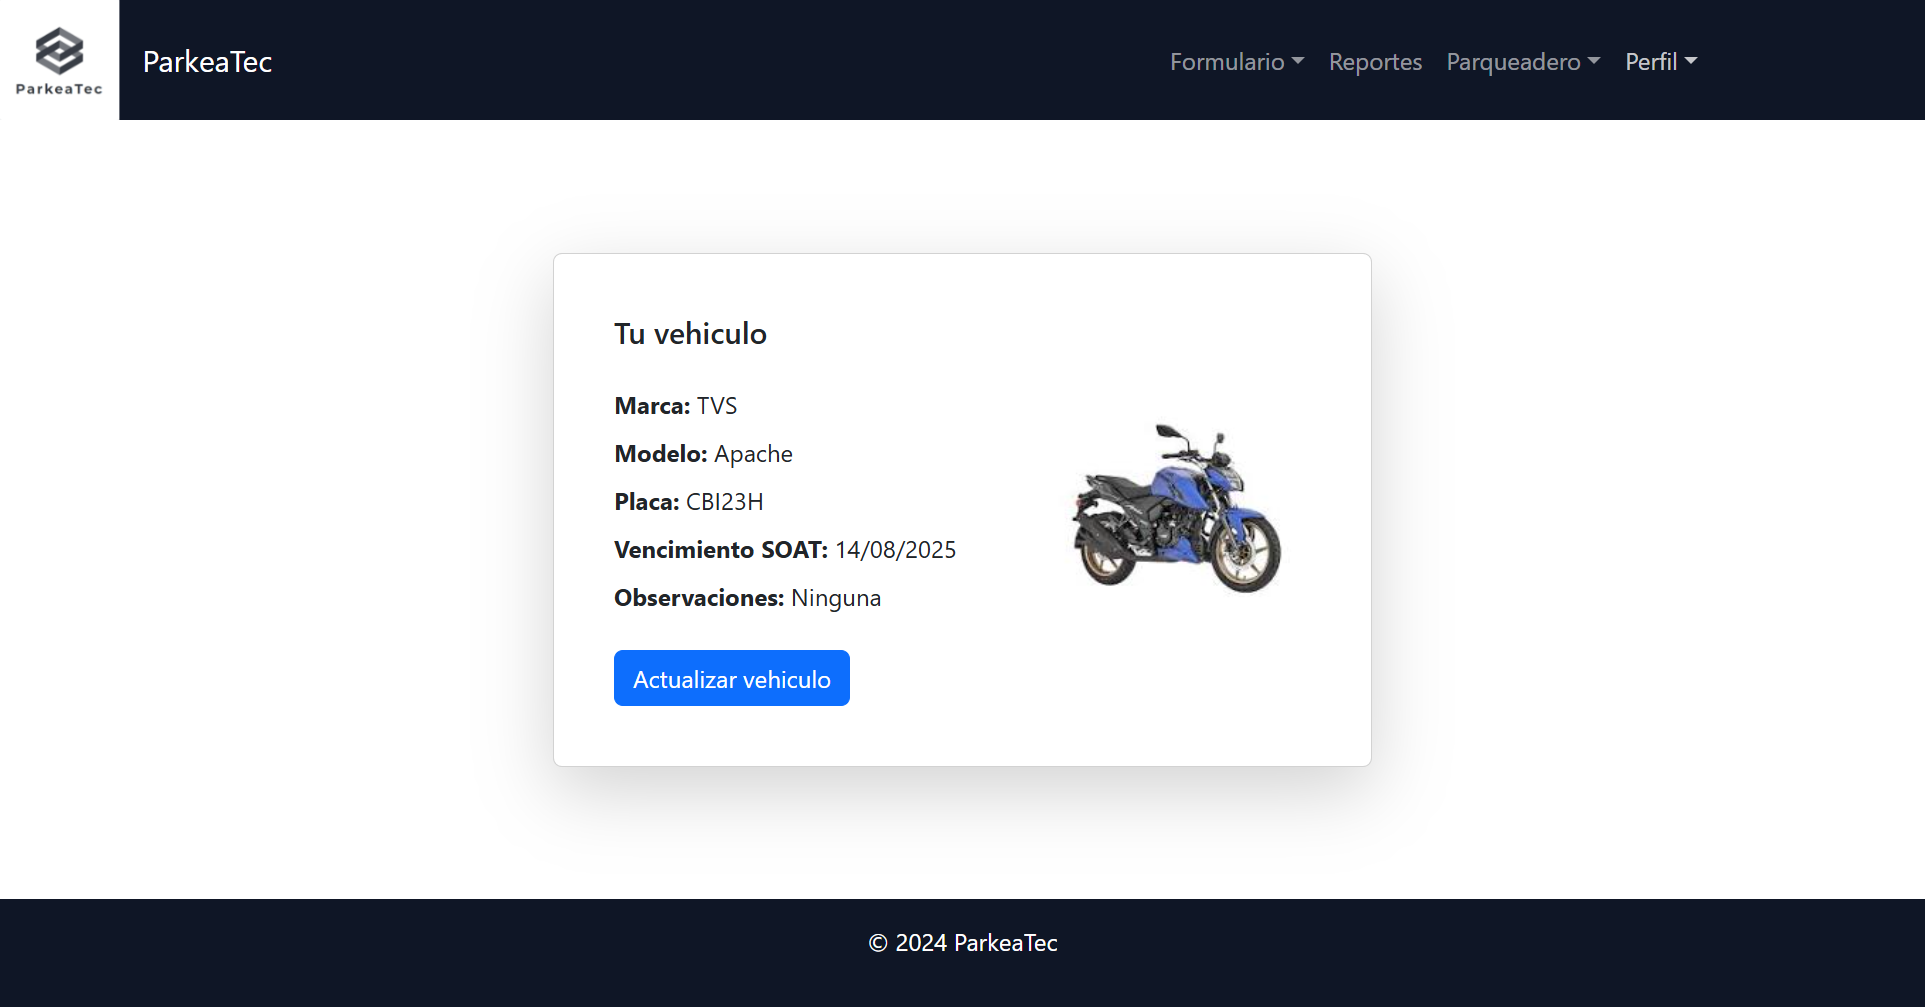 ParkeaTec
ParkeaTec
Formulario
Reportes
Parqueadero
Perfil
Tu vehiculo
Marca: TVS
Modelo: Apache
Placa: CBI23H
Vencimiento SOAT: 14/08/2025
Observaciones: Ninguna
Actualizar vehiculo
© 2024 ParkeaTec